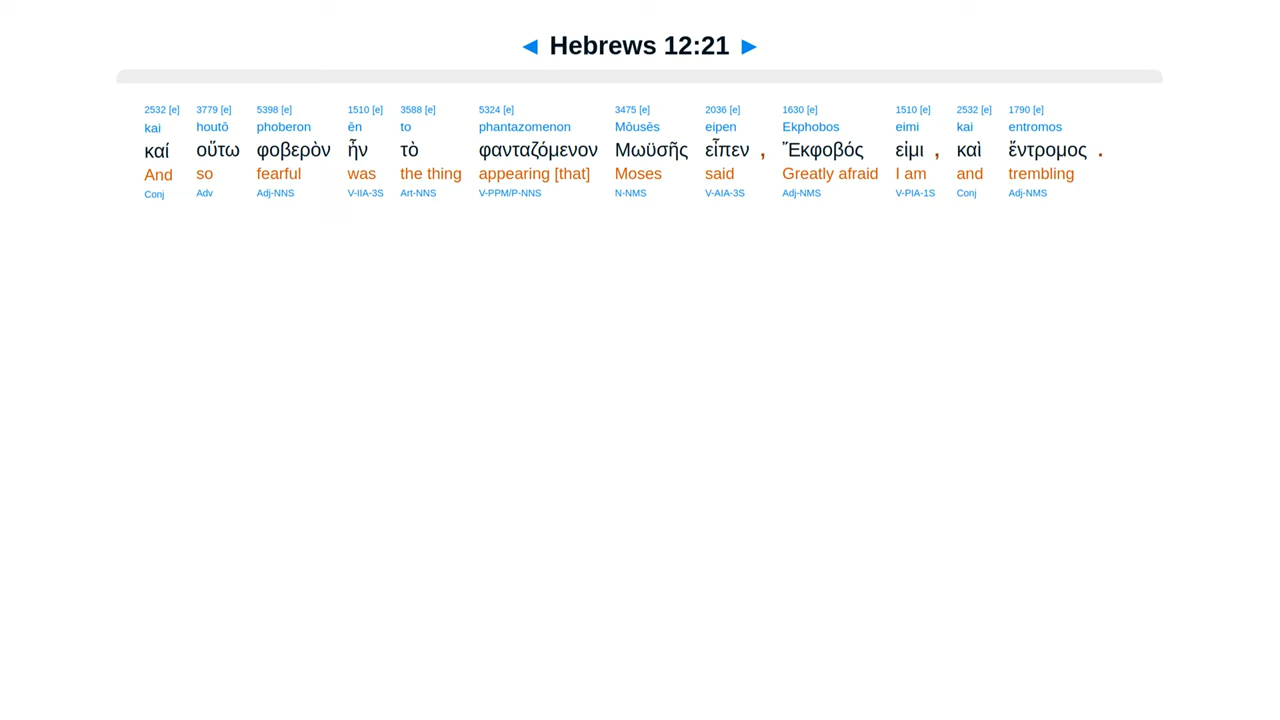 ◄ Hebrews 12:21 ►
2532 [e] 3779 [e] 5398 [e] 1510 [e] 3588 [e] 5324 [e] 3475 [e] 2036 [e] 1630 [e] 1510 [e] 2532 [e] 1790 [e]
kai houtō phoberon ēn to phantazomenon Mōusēs eipen Ekphobos eimi kai entromos
καί οὕτω φοβερὸν ἦν τὸ φανταζόμενον Μωϋσῆς εἶπεν , Ἔκφοβός εἰμι , καὶ ἔντρομος .
And so fearful was the thing appearing [that] Moses said Greatly afraid I am and trembling
Conj Adv Adj-NNS V-IIA-3S Art-NNS V-PPM/P-NNS N-NMS V-AIA-3S Adj-NMS V-PIA-1S Conj Adj-NMS